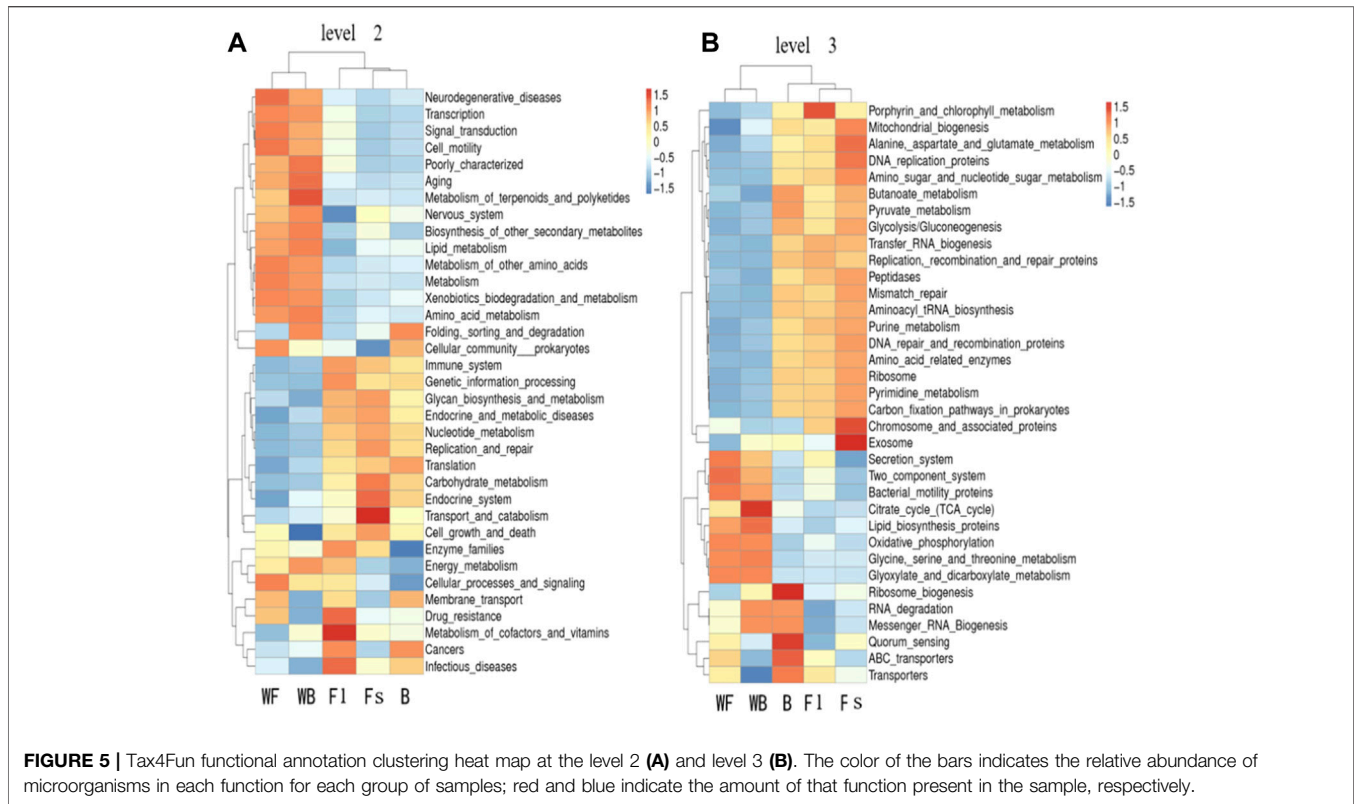 A
level 2
1.5
1
0.5
0
−0.5
−1
−1.5
Neurodegenerative_diseases
Transcription
Signal_transduction
Cell_motility
Poorly_characterized
Aging
Metabolism_of_terpenoids_and_polyketides
Nervous_system
Biosynthesis_of_other_secondary_metabolites
Lipid_metabolism
Metabolism_of_other_amino_acids
Metabolism
Xenobiotics_biodegradation_and_metabolism
Amino_acid_metabolism
Folding,_sorting_and_degradation
Cellular_community___prokaryotes
Immune_system
Genetic_information_processing
Glycan_biosynthesis_and_metabolism
Endocrine_and_metabolic_diseases
Nucleotide_metabolism
Replication_and_repair
Translation
Carbohydrate_metabolism
Endocrine_system
Transport_and_catabolism
Cell_growth_and_death
Enzyme_families
Energy_metabolism
Cellular_processes_and_signaling
Membrane_transport
Drug_resistance
Metabolism_of_cofactors_and_vitamins
Cancers
Infectious_diseases
WF WB Fl Fs B
B
level 3
1.5
1
0.5
0
−0.5
−1
−1.5
Porphyrin_and_chlorophyll_metabolism
Mitochondrial_biogenesis
Alanine,_aspartate_and_glutamate_metabolism
DNA_replication_proteins
Amino_sugar_and_nucleotide_sugar_metabolism
Butanoate_metabolism
Pyruvate_metabolism
Glycolysis/Gluconeogenesis
Transfer_RNA_biogenesis
Replication,_recombination_and_repair_proteins
Peptidases
Mismatch_repair
Aminoacyl_tRNA_biosynthesis
Purine_metabolism
DNA_repair_and_recombination_proteins
Amino_acid_related_enzymes
Ribosome
Pyrimidine_metabolism
Carbon_fixation_pathways_in_prokaryotes
Chromosome_and_associated_proteins
Exosome
Secretion_system
Two_component_system
Bacterial_motility_proteins
Citrate_cycle_(TCA_cycle)
Lipid_biosynthesis_proteins
Oxidative_phosphorylation
Glycine,_serine_and_threonine_metabolism
Glyoxylate_and_dicarboxylate_metabolism
Ribosome_biogenesis
RNA_degradation
Messenger_RNA_Biogenesis
Quorum_sensing
ABC_transporters
Transporters
WF WB B Fl Fs
FIGURE 5 | Tax4Fun functional annotation clustering heat map at the level 2 (A) and level 3 (B). The color of the bars indicates the relative abundance of
microorganisms in each function for each group of samples; red and blue indicate the amount of that function present in the sample, respectively.